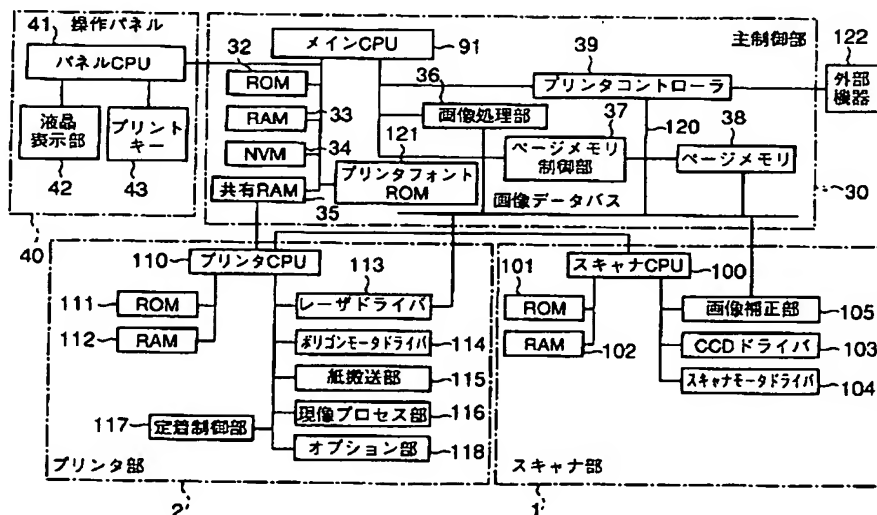 41
操作パネル
パネルCPU
液晶
表示部
42
プリント
キー
43
40
メインCPU
91
主制御部
32
ROM
RAM
33
NVM
34
共有RAM
35
121
プリンタフォント
ROM
36
画像処理部
39
プリンタコントローラ
37
ページメモリ
制御部
120
38
ページメモリ
画像データバス
30
122
外部
機器
110
プリンタCPU
111
ROM
112
RAM
113
レーザドライバ
ポリゴンモータドライバ
114
紙搬送部
115
117
定着制御部
現像プロセス部
116
オプション部
118
プリンタ部
2
スキャナCPU
100
101
ROM
RAM
102
画像補正部
105
CCDドライバ
103
スキャナモータドライバ
104
スキャナ部
1